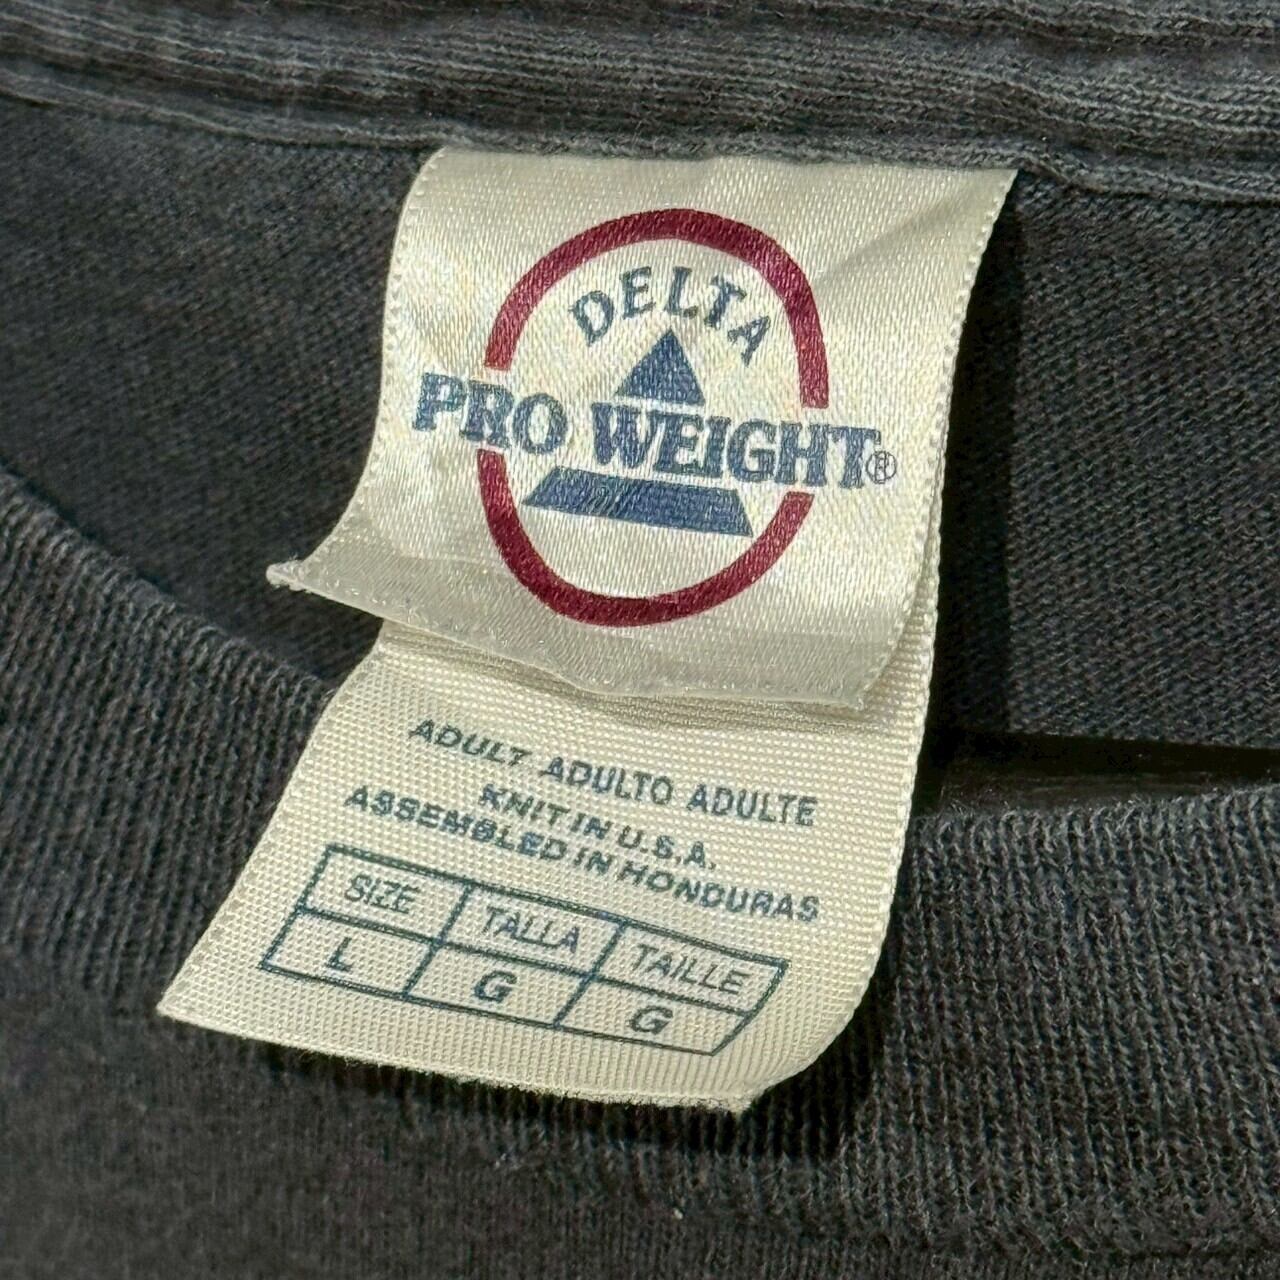 DELTA
PRO WEIGHT®
ADULT ADULTO ADULTE
KNIT IN U.S.A.
ASSEMBLED IN HONDURAS
SIZE TALLA TAILLE
L G G